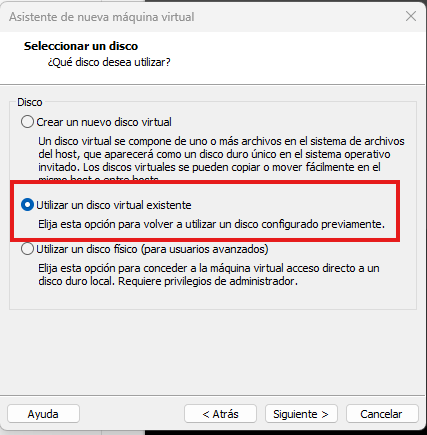 Asistente de nueva máquina virtual
Seleccionar un disco
¿Qué disco desea utilizar?
Disco
Crear un nuevo disco virtual
Un disco virtual se compone de uno o más archivos en el sistema de archivos
del host, que aparecerá como un disco duro único en el sistema operativo
invitado. Los discos virtuales se pueden copiar o mover fácilmente en el
mismo host o entre hosts.
Utilizar un disco virtual existente
Elija esta opción para volver a utilizar un disco configurado previamente.
Utilizar un disco físico (para usuarios avanzados)
Elija esta opción para conceder a la máquina virtual acceso directo a un
disco duro local. Requiere privilegios de administrador.
Ayuda
< Atrás
Siguiente >
Cancelar